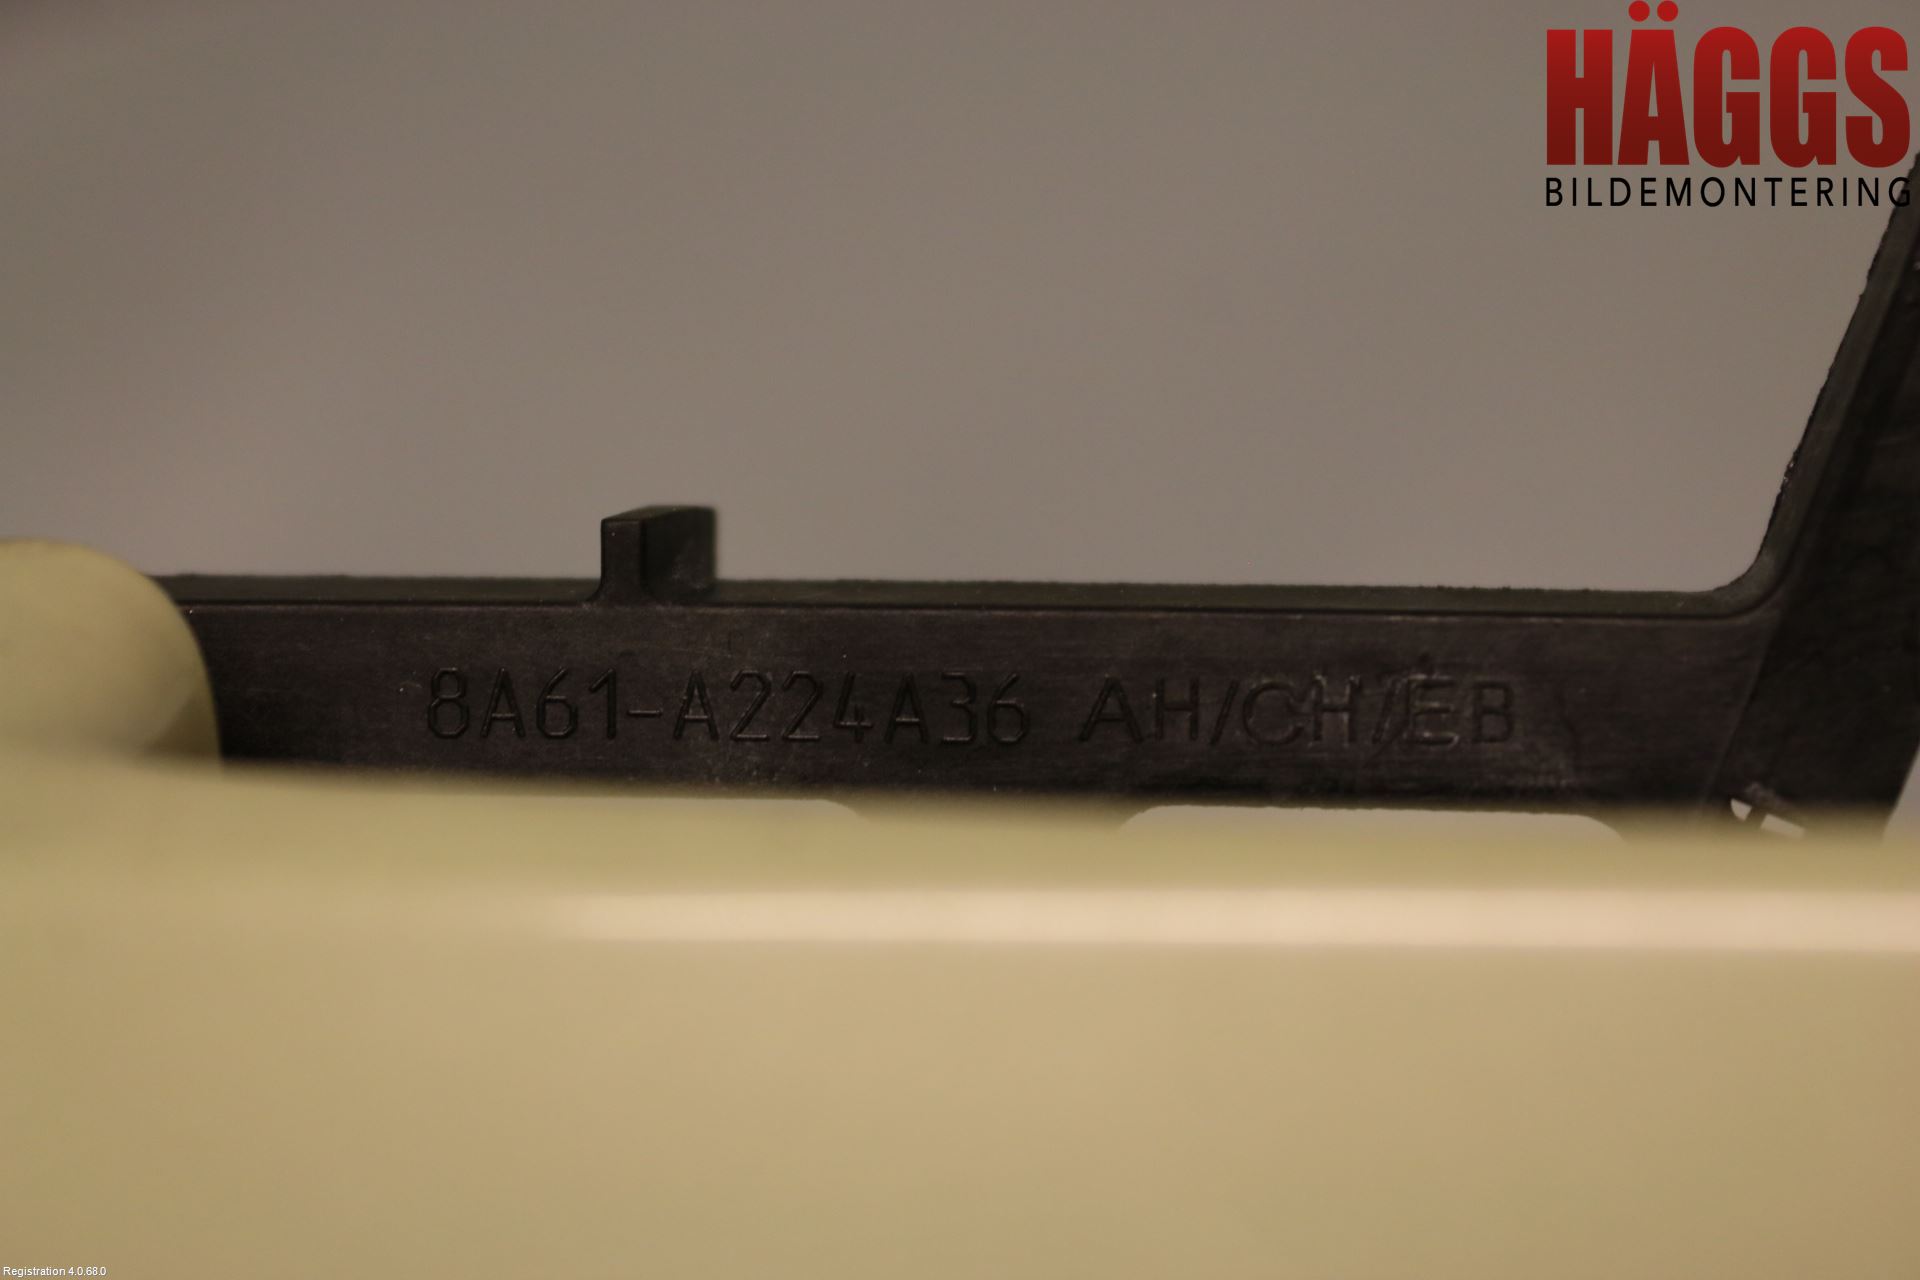 HÄGGS
BILDEMONTERING
8A61-A224A36 AH/CH/EB
Registration 4.0.68.0